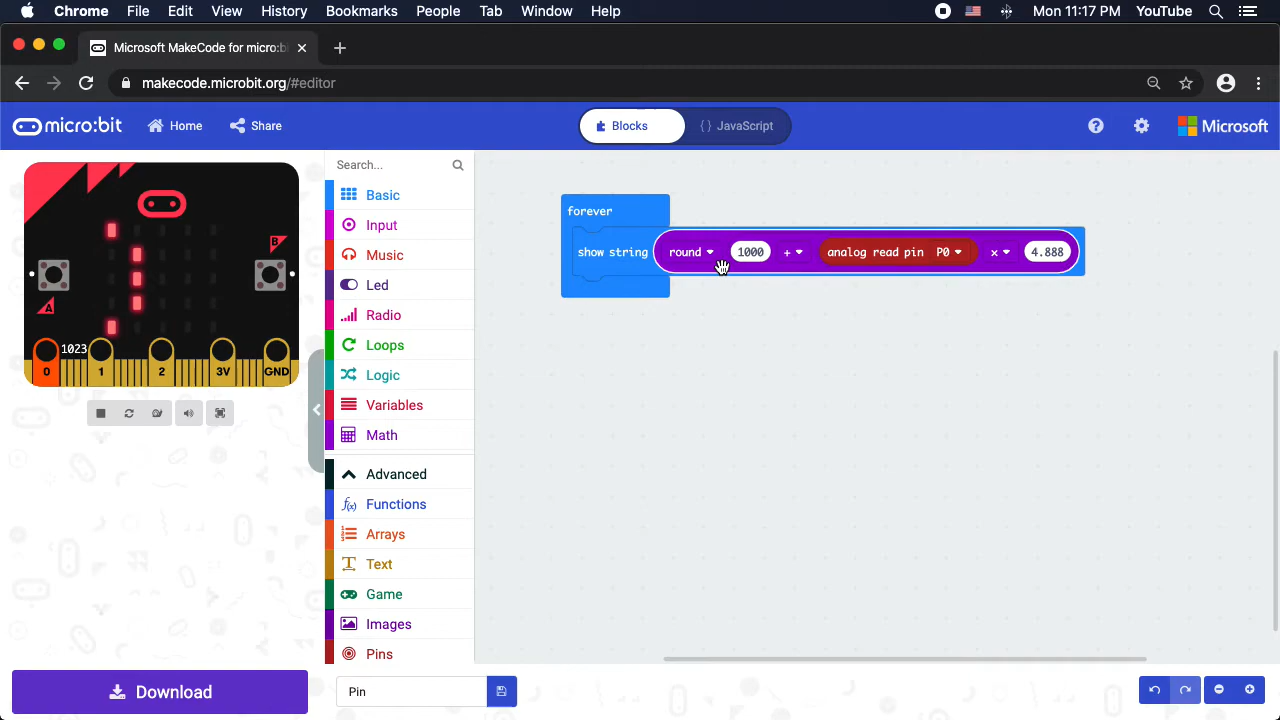 Chrome File Edit View History Bookmarks People Tab Window Help Mon 11:17 PM YouTube
Microsoft MakeCode for micro:bi
makecode.microbit.org/#editor
micro:bit Home Share Blocks { } JavaScript Microsoft
Search...
Basic
Input
Music
Led
Radio
Loops
Logic
Variables
Math
Advanced
Functions
Arrays
Text
Game
Images
Pins
forever
show string round 1000 + analog read pin P0 × 4.888
B
A
1023
0 1 2 3V GND
Download
Pin